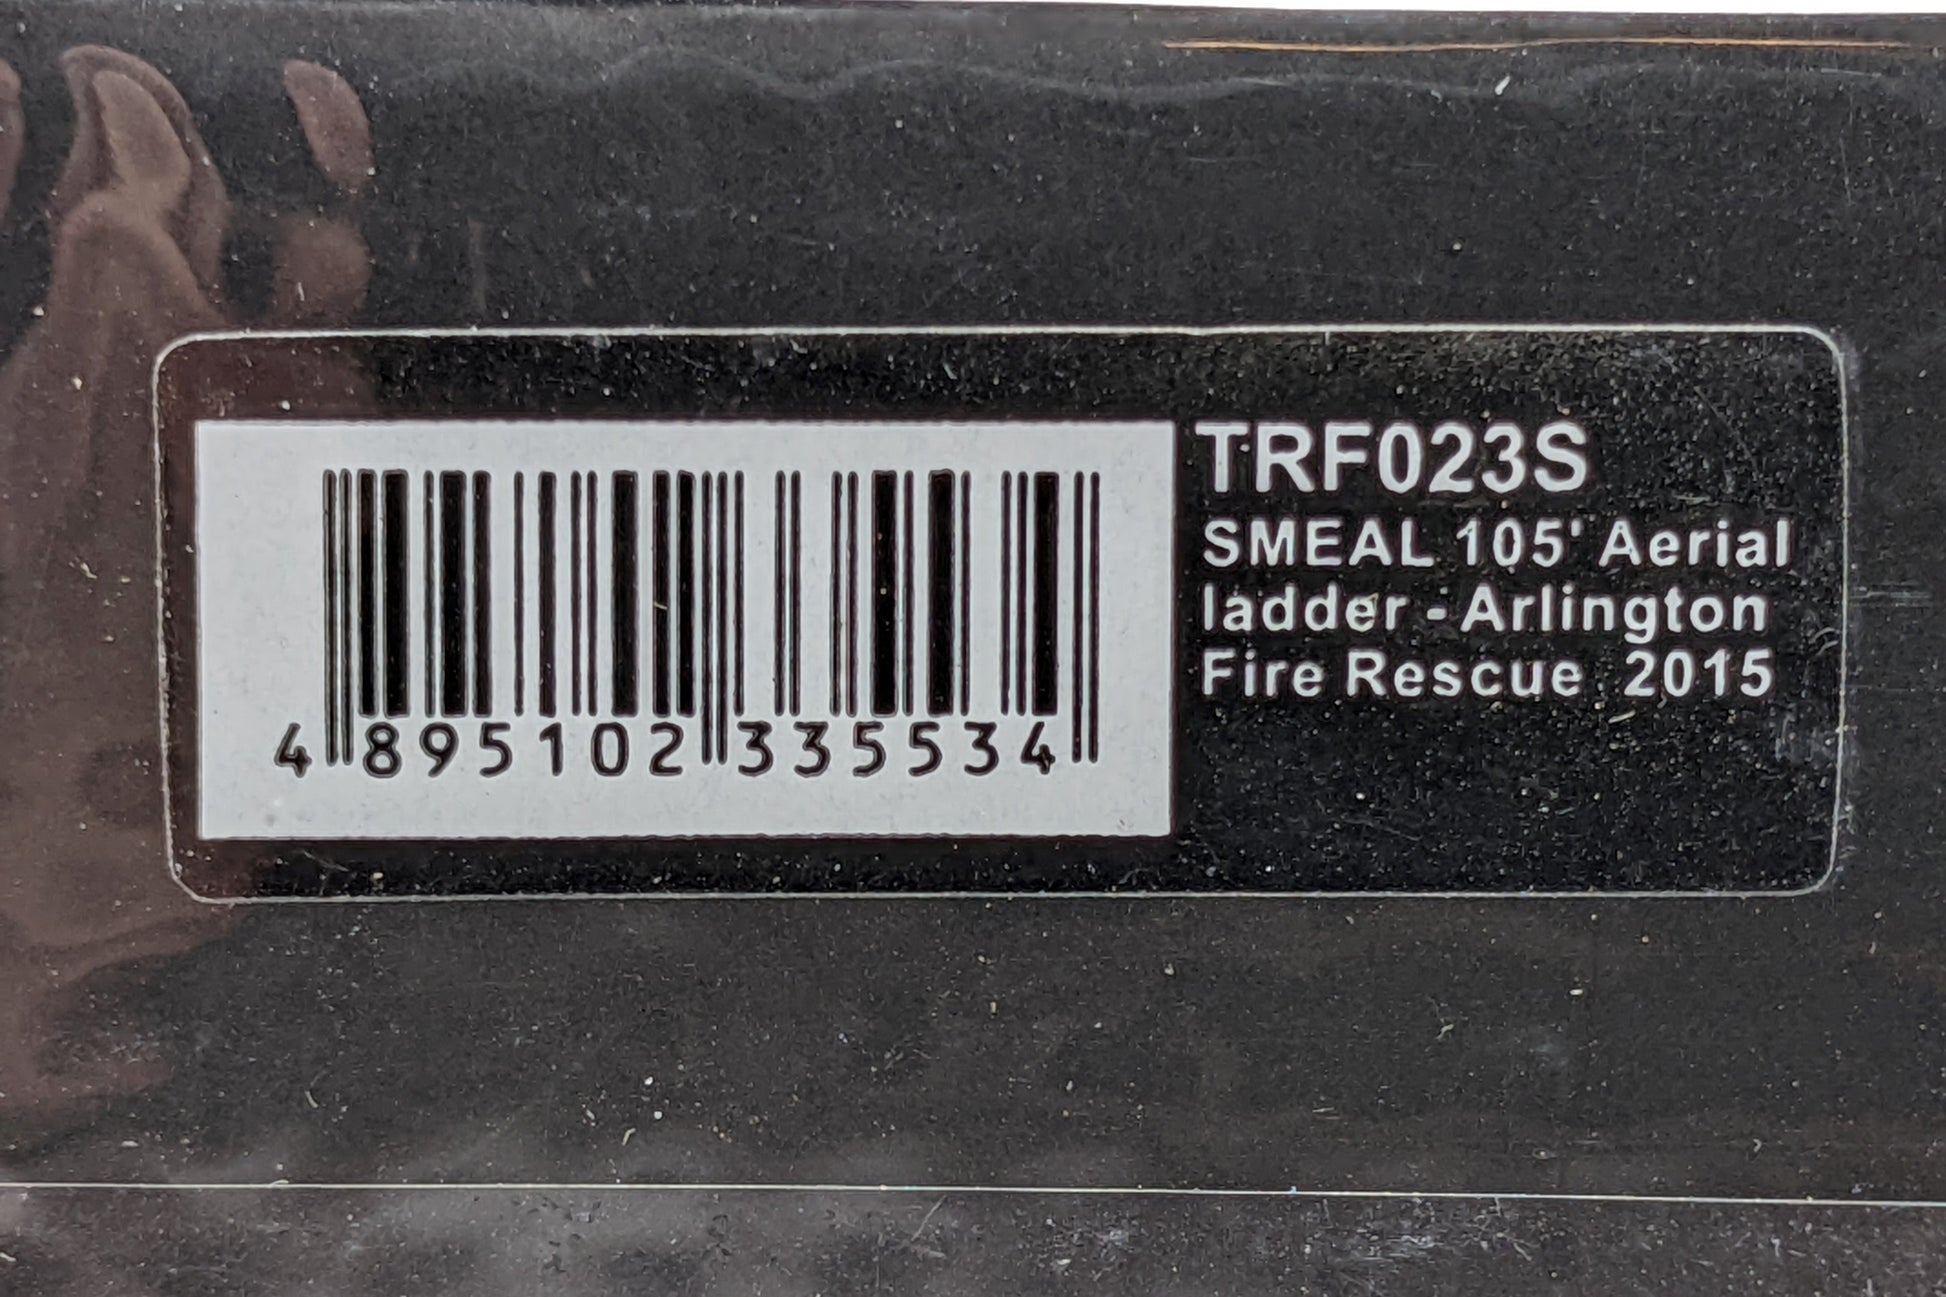 TRF023S
SMEAL 105' Aerial
ladder - Arlington
Fire Rescue 2015
4 895102 335534